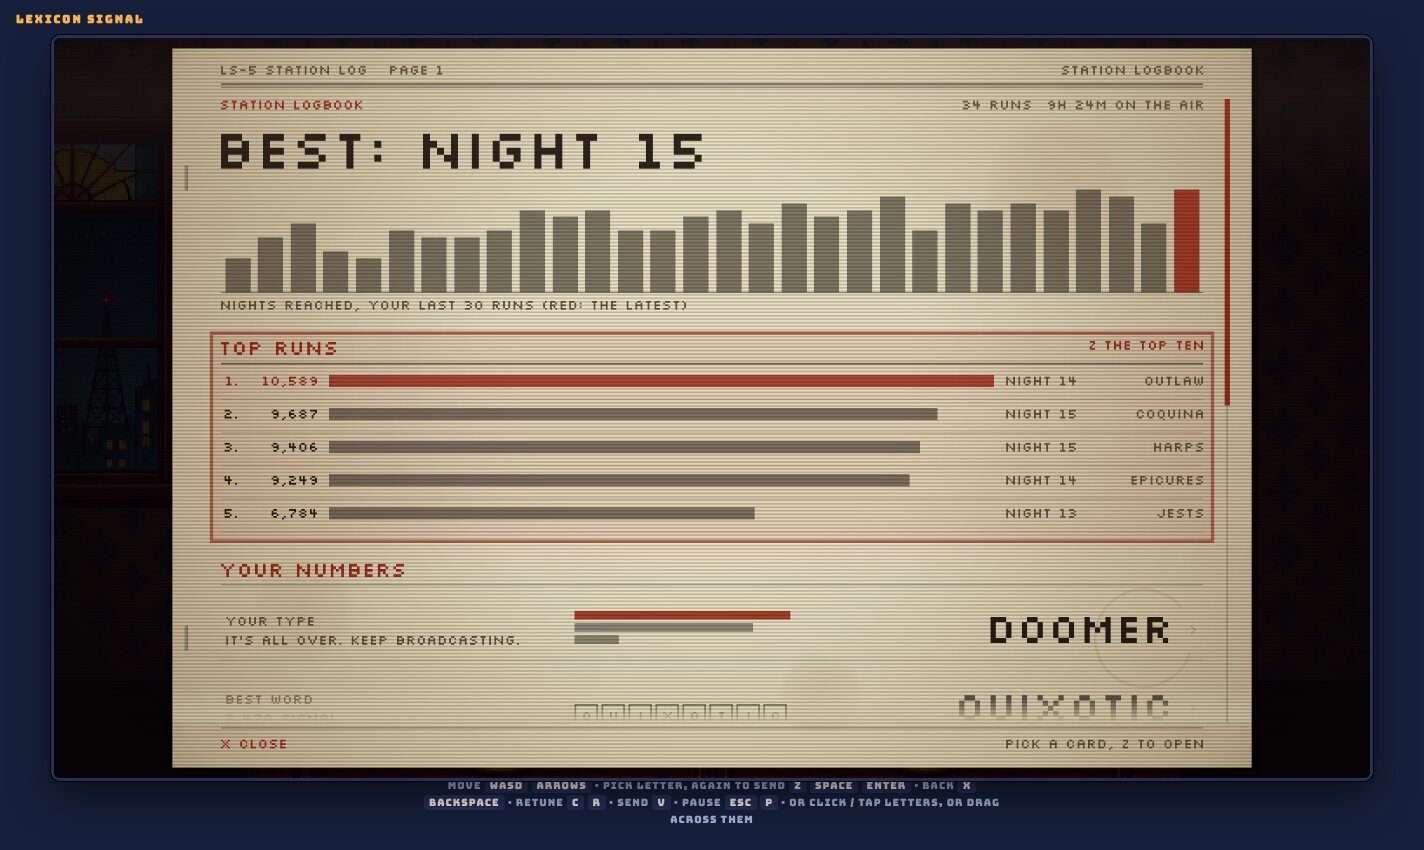 LEXICON SIGNAL
LS-5 STATION LOG PAGE 1 STATION LOGBOOK
STATION LOGBOOK 34 RUNS 9H 24M ON THE AIR
BEST: NIGHT 15
NIGHTS REACHED, YOUR LAST 30 RUNS (RED: THE LATEST)
TOP RUNS Z THE TOP TEN
1. 10,589 NIGHT 14 OUTLAW
2. 9,687 NIGHT 15 COQUINA
3. 9,406 NIGHT 15 HARPS
4. 9,249 NIGHT 14 EPICURES
5. 6,784 NIGHT 13 JESTS
YOUR NUMBERS
YOUR TYPE
IT'S ALL OVER. KEEP BROADCASTING.
DOOMER
BEST WORD QUIXOTIC QUIXOTIC
X CLOSE PICK A CARD, Z TO OPEN
MOVE WASD ARROWS · PICK LETTER, AGAIN TO SEND Z SPACE ENTER · BACK X
BACKSPACE · RETUNE C R · SEND V · PAUSE ESC P · OR CLICK / TAP LETTERS, OR DRAG
ACROSS THEM